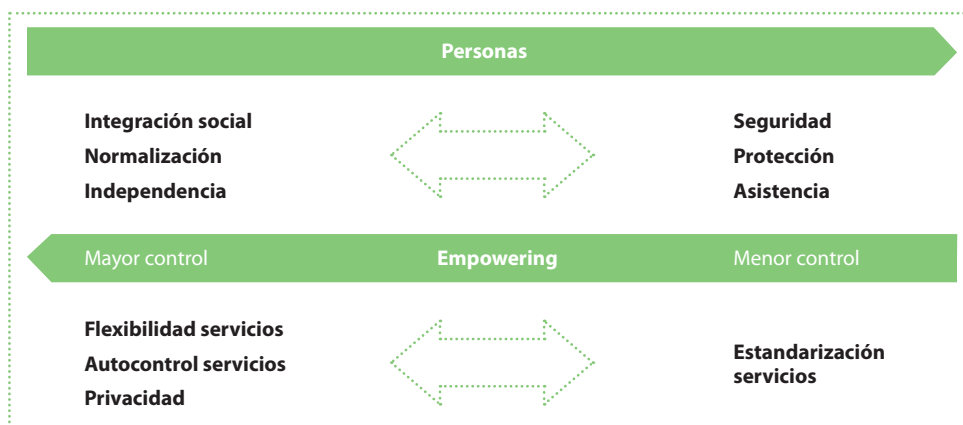 Personas
Integración social
Normalización
Independencia
Seguridad
Protección
Asistencia
Mayor control
Empowering
Menor control
Flexibilidad servicios
Autocontrol servicios
Privacidad
Estandarización
servicios